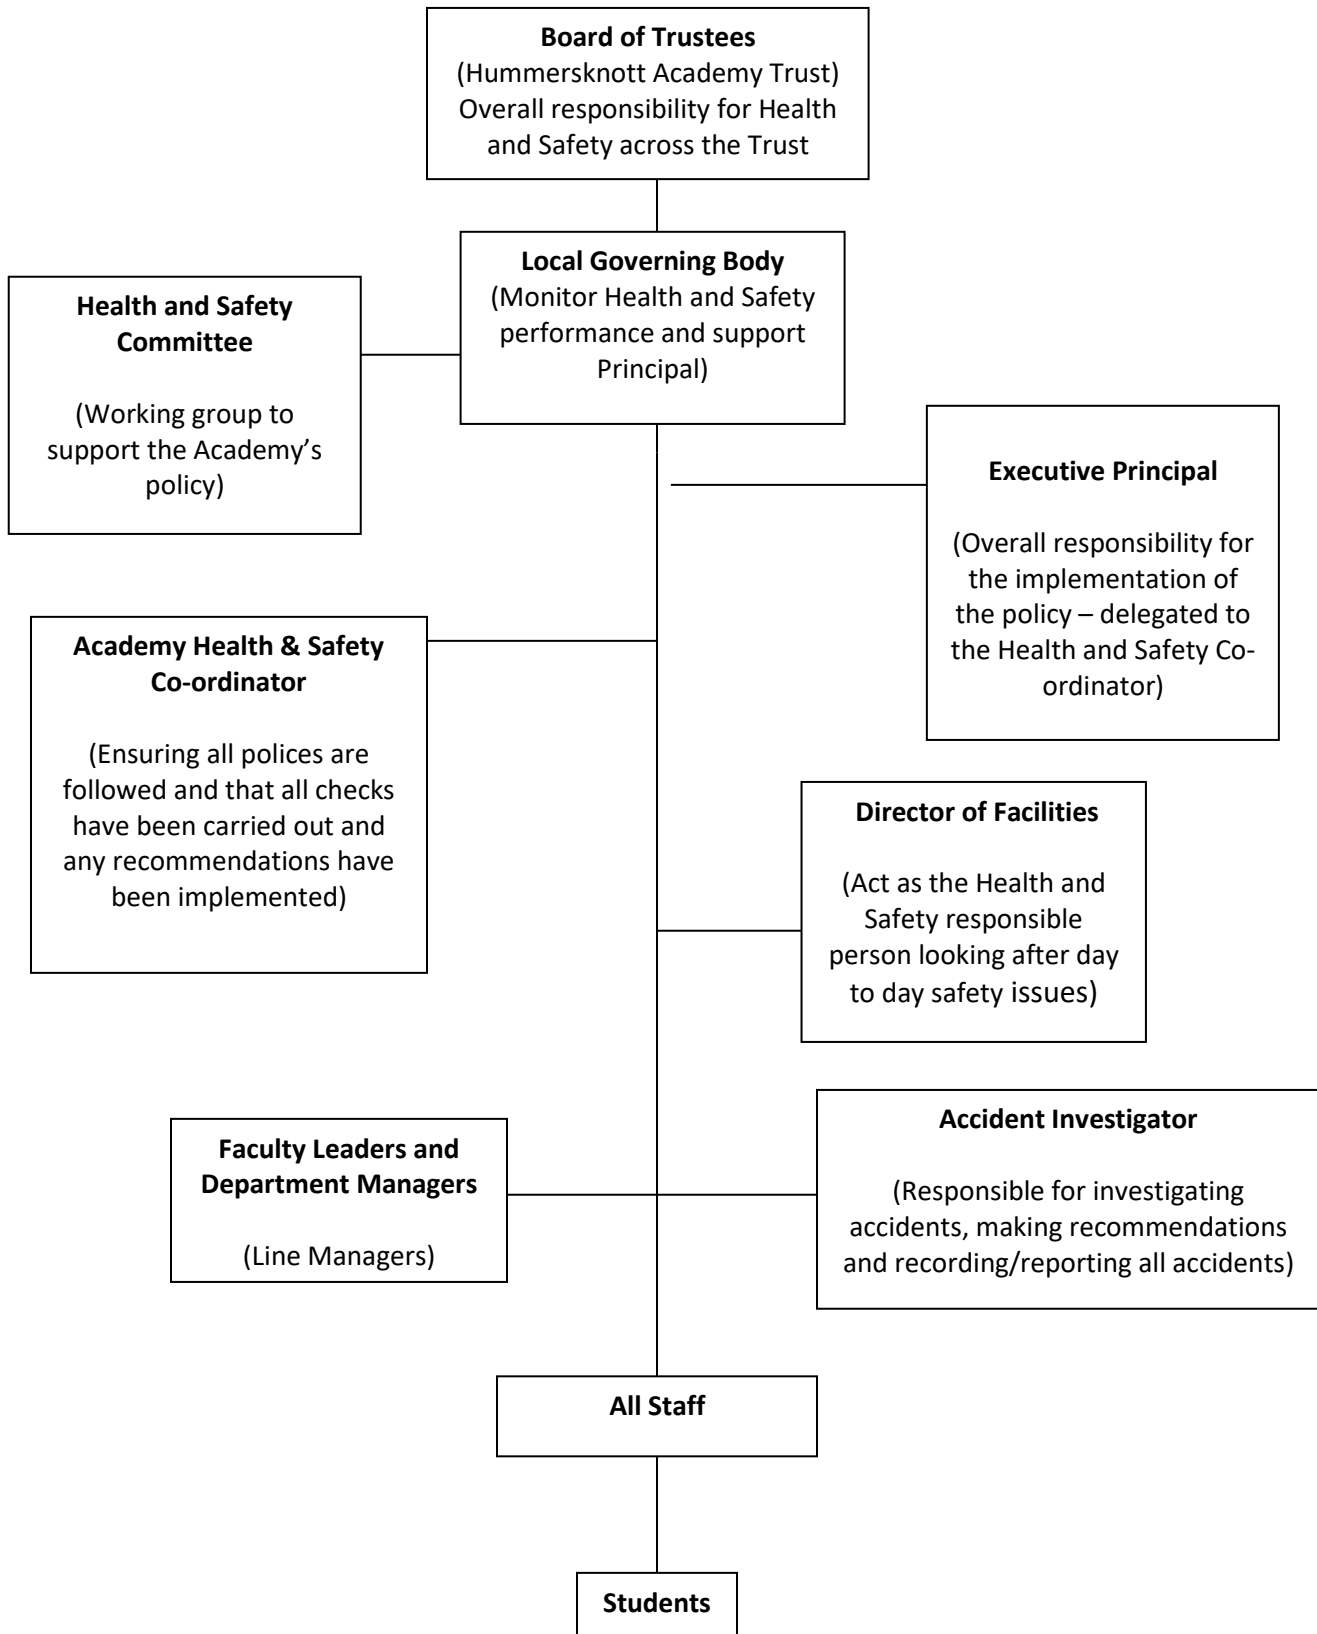 Board of Trustees
(Hummersknott Academy Trust)
Overall responsibility for Health
and Safety across the Trust
Local Governing Body
(Monitor Health and Safety
performance and support
Principal)
Health and Safety
Committee
(Working group to
support the Academy’s
policy)
Executive Principal
(Overall responsibility for
the implementation of
the policy – delegated to
the Health and Safety Co-
ordinator)
Academy Health & Safety
Co-ordinator
(Ensuring all polices are
followed and that all checks
have been carried out and
any recommendations have
been implemented)
Director of Facilities
(Act as the Health and
Safety responsible
person looking after day
to day safety issues)
Faculty Leaders and
Department Managers
(Line Managers)
Accident Investigator
(Responsible for investigating
accidents, making recommendations
and recording/reporting all accidents)
All Staff
Students